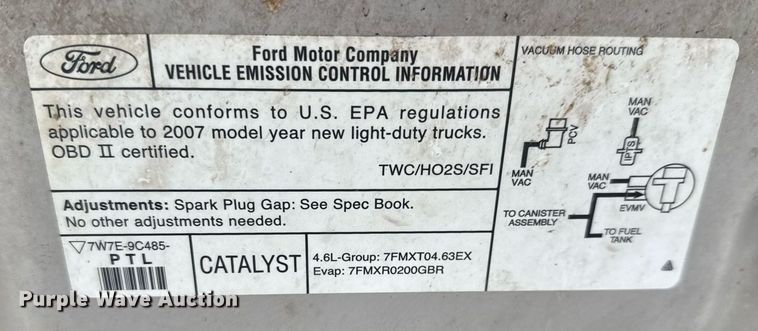 Ford
Ford Motor Company
VEHICLE EMISSION CONTROL INFORMATION
This vehicle conforms to U.S. EPA regulations
applicable to 2007 model year new light-duty trucks.
OBD II certified.
TWC/HO2S/SFI
Adjustments: Spark Plug Gap: See Spec Book.
No other adjustments needed.
7W7E-9C485-
PTL
CATALYST
4.6L-Group: 7FMXT04.63EX
Evap: 7FMXR0200GBR
VACUUM HOSE ROUTING
MAN
VAC
PCV
MAN
VAC
PTS
MAN
VAC
EVMV
TO CANISTER
ASSEMBLY
TO FUEL
TANK
Purple Wave Auction